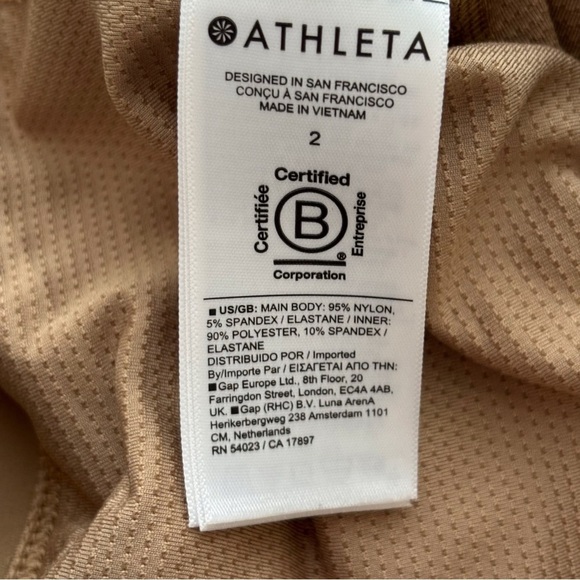 ATHLETA
DESIGNED IN SAN FRANCISCO
CONÇU À SAN FRANCISCO
MADE IN VIETNAM
2
Certified
Certifiée
B
Entreprise
®
Corporation
■ US/GB: MAIN BODY: 95% NYLON,
5% SPANDEX / ELASTANE / INNER:
90% POLYESTER, 10% SPANDEX /
ELASTANE
DISTRIBUIDO POR / Imported
By/Importe Par / ΕΙΣΑΓΕΤΑΙ ΑΠΟ ΤΗΝ:
■ Gap Europe Ltd., 8th Floor, 20
Farringdon Street, London, EC4A 4AB,
UK. ■ Gap (RHC) B.V. Luna ArenA
Herikerbergweg 238 Amsterdam 1101
CM, Netherlands
RN 54023 / CA 17897